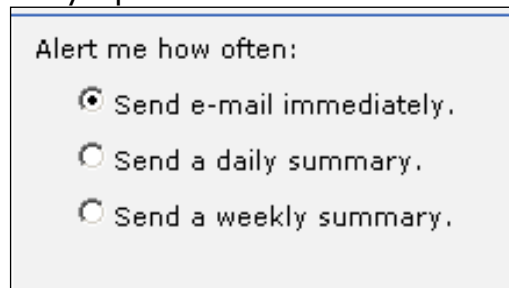 Alert me how often:
Send e-mail immediately.
Send a daily summary.
Send a weekly summary.